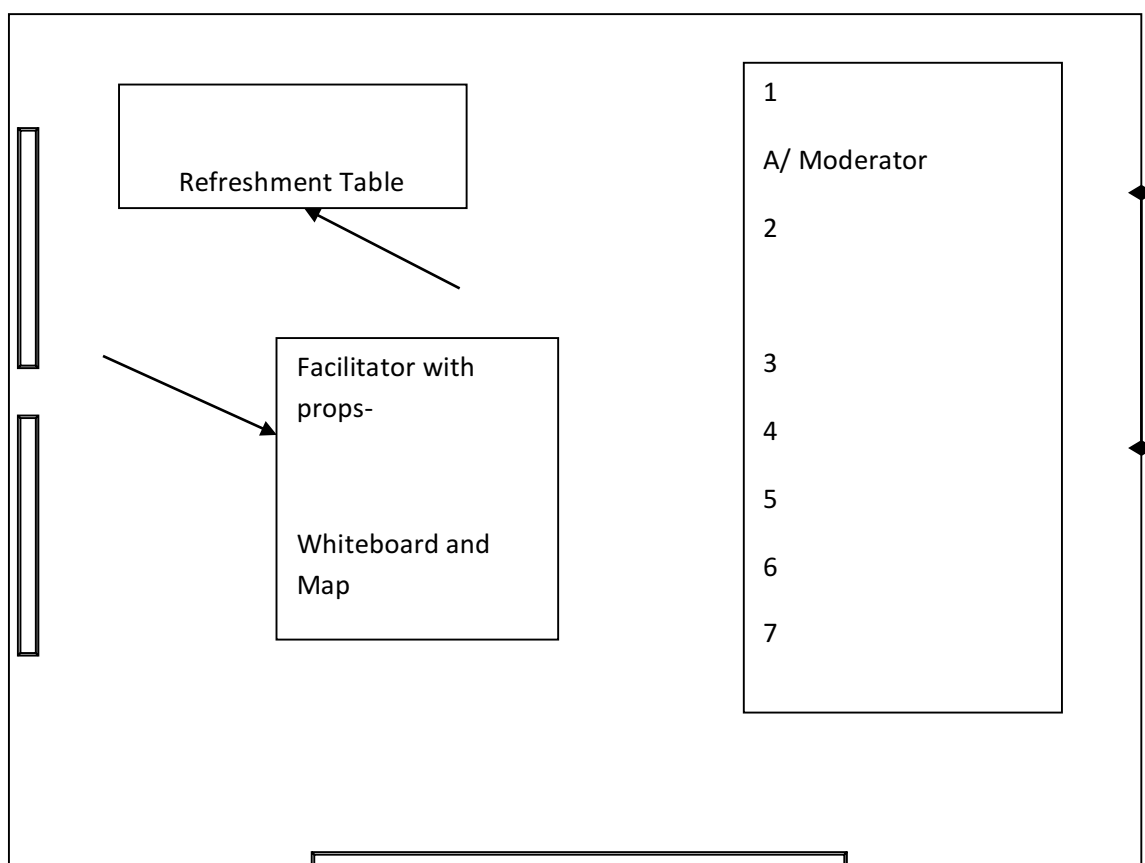 Refreshment Table
Facilitator with
props-
Whiteboard and
Map
1
A/ Moderator
2
3
4
5
6
7